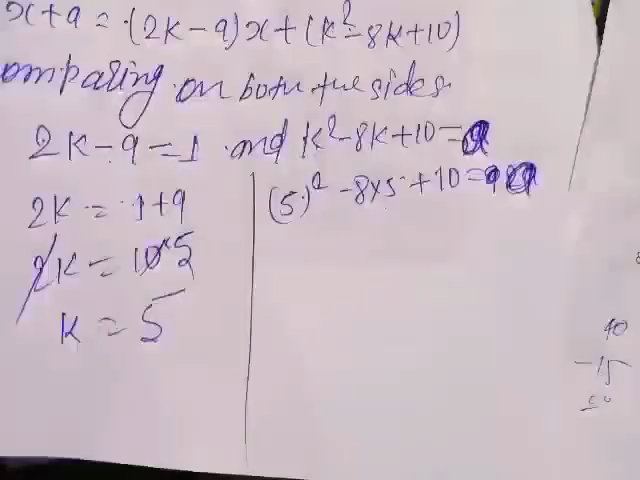 x + a = (2K - 9)x + (K² - 8K + 10)
omparing on both the sides
2K - 9 = 1 and K² - 8K + 10 = a
2K = 1 + 9
(5)² - 8×5 + 10 = a
2K = 10 5
K = 5
40
- 15